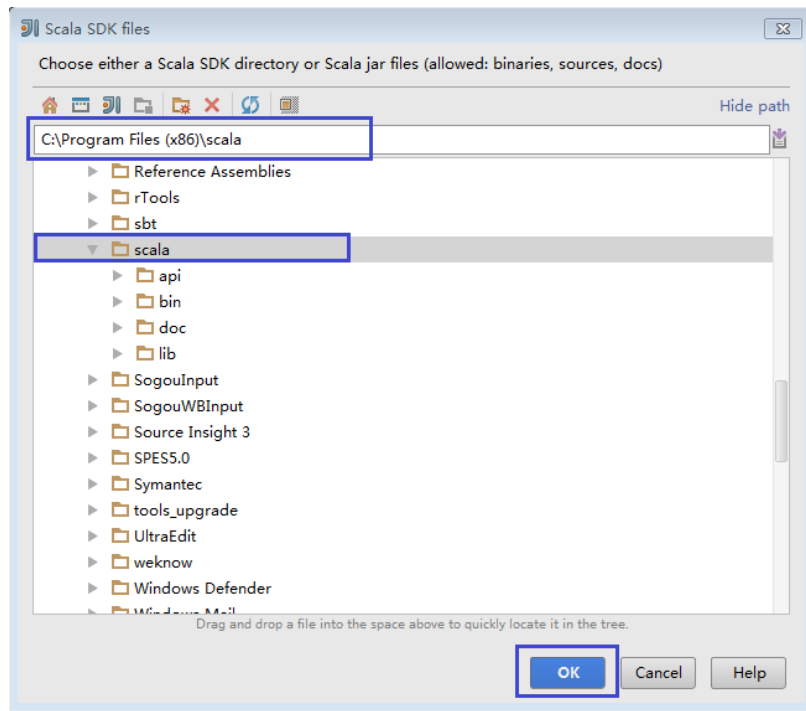 Scala SDK files
Choose either a Scala SDK directory or Scala jar files (allowed: binaries, sources, docs)
Hide path
C:\Program Files (x86)\scala
Reference Assemblies
rTools
sbt
scala
api
bin
doc
lib
SogouInput
SogouWBInput
Source Insight 3
SPES5.0
Symantec
tools_upgrade
UltraEdit
weknow
Windows Defender
Windows Mail
Drag and drop a file into the space above to quickly locate it in the tree.
OK Cancel Help